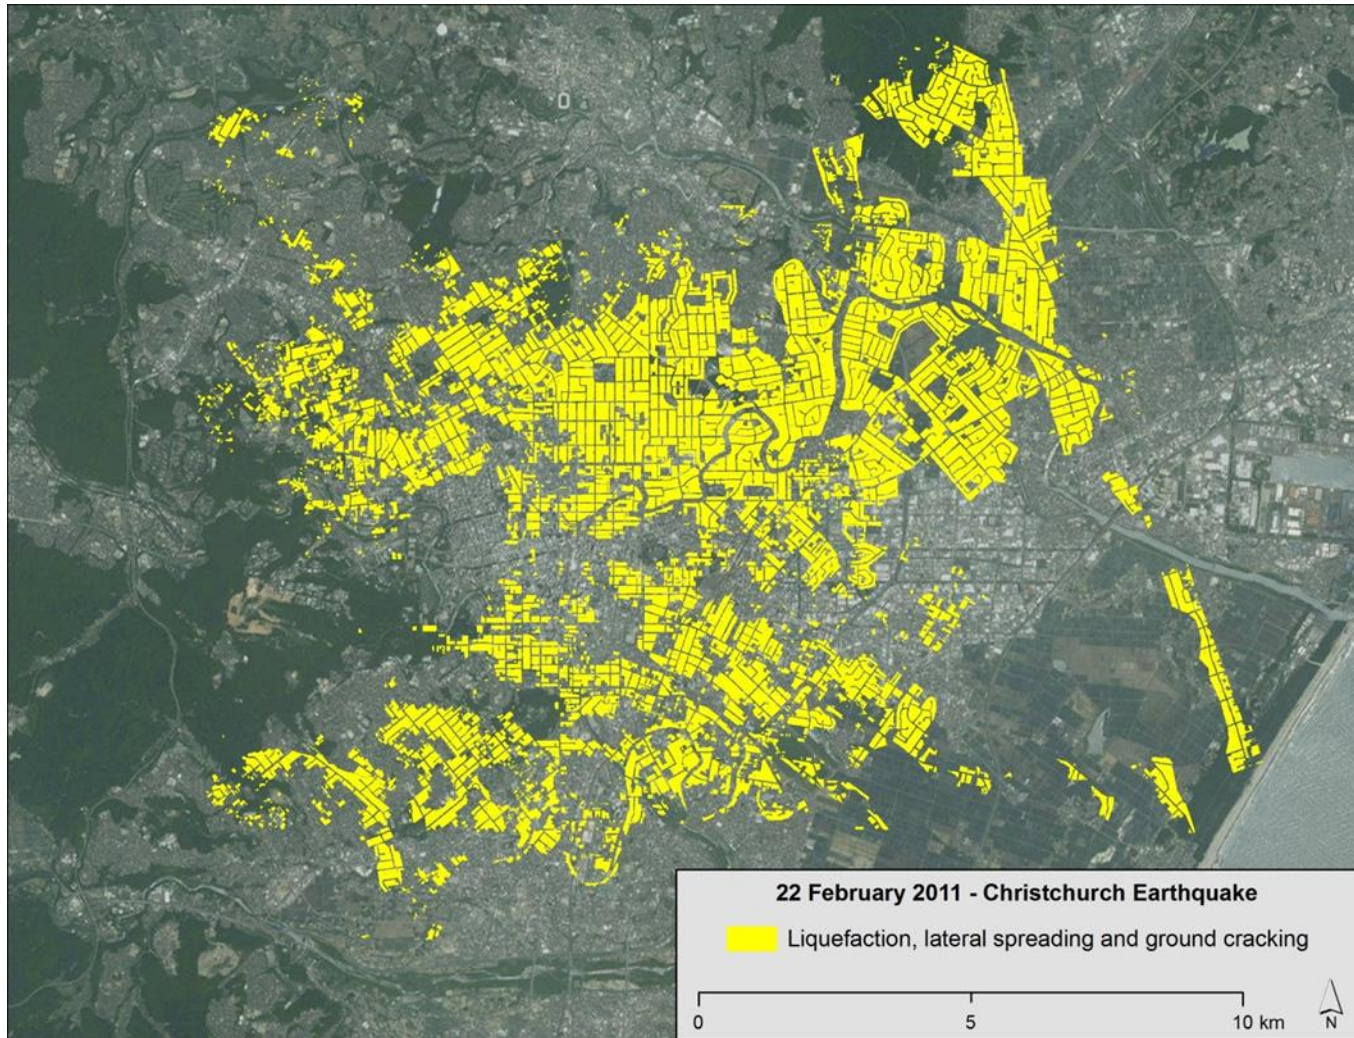 22 February 2011 - Christchurch Earthquake
Liquefaction, lateral spreading and ground cracking
0 5 10 km
N